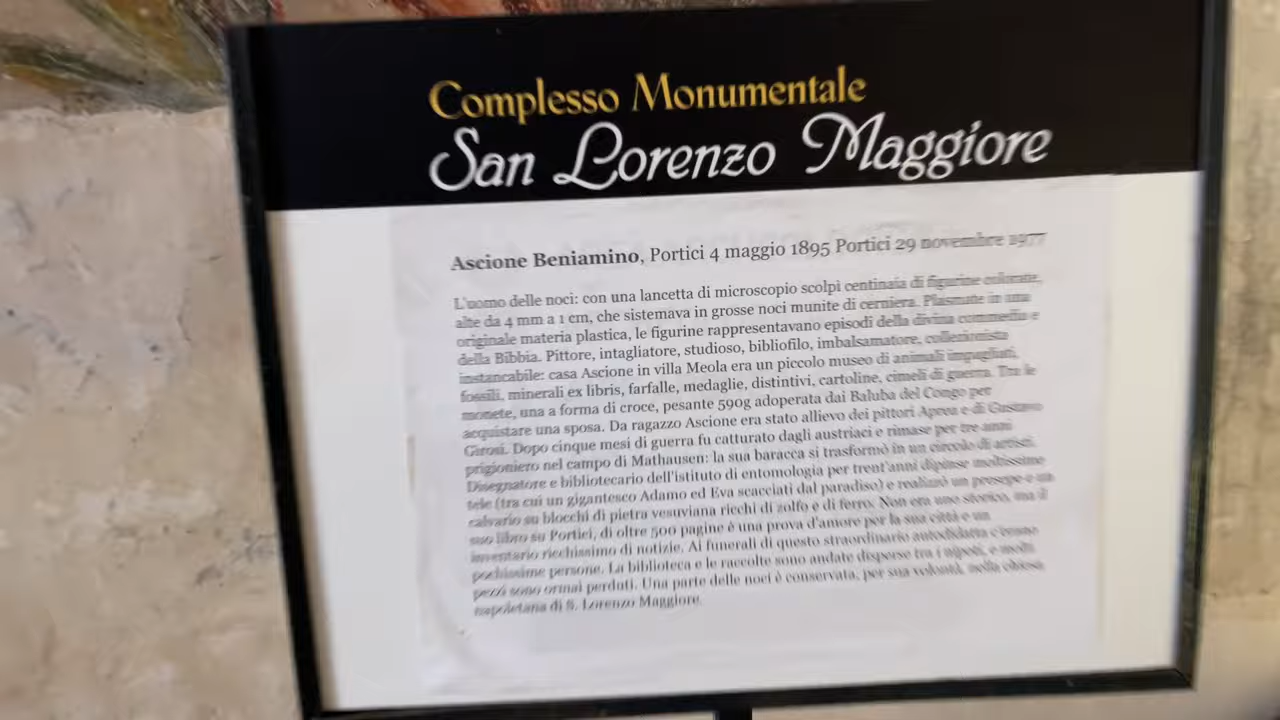 Complesso Monumentale
San Lorenzo Maggiore
Ascione Beniamino, Portici 4 maggio 1895 Portici 29 novembre 1977
L'uomo delle noci: con una lancetta di microscopio scolpì centinaia di figurine colorate,
alte da 4 mm a 1 cm, che sistemava in grosse noci munite di cerniera. Plasmate in una
originale materia plastica, le figurine rappresentavano episodi della divina commedia e
della Bibbia. Pittore, intagliatore, studioso, bibliofilo, imbalsamatore, collezionista
instancabile: casa Ascione in villa Meola era un piccolo museo di animali impagliati,
fossili, minerali ex libris, farfalle, medaglie, distintivi, cartoline, cimeli di guerra. Tra le
monete, una a forma di croce, pesante 590g adoperata dai Baluba del Congo per
acquistare una sposa. Da ragazzo Ascione era stato allievo dei pittori Aprea e di Gustavo
Girosi. Dopo cinque mesi di guerra fu catturato dagli austriaci e rimase per tre anni
prigioniero nel campo di Mathausen: la sua baracca si trasformò in un circolo di artisti.
Disegnatore e bibliotecario dell'istituto di entomologia per trent'anni dipinse moltissime
tele (tra cui un gigantesco Adamo ed Eva scacciati dal paradiso) e realizzò un presepe e un
calvario su blocchi di pietra vesuviana ricchi di zolfo e di ferro. Non era uno storico, ma il
suo libro su Portici, di oltre 500 pagine è una prova d'amore per la sua città e un
inventario ricchissimo di notizie. Ai funerali di questo straordinario autodidatta c'erano
pochissime persone. La biblioteca e le raccolte sono andate disperse tra i nipoti, e molti
pezzi sono ormai perduti. Una parte delle noci è conservata, per sua volontà, nella chiesa
napoletana di S. Lorenzo Maggiore.